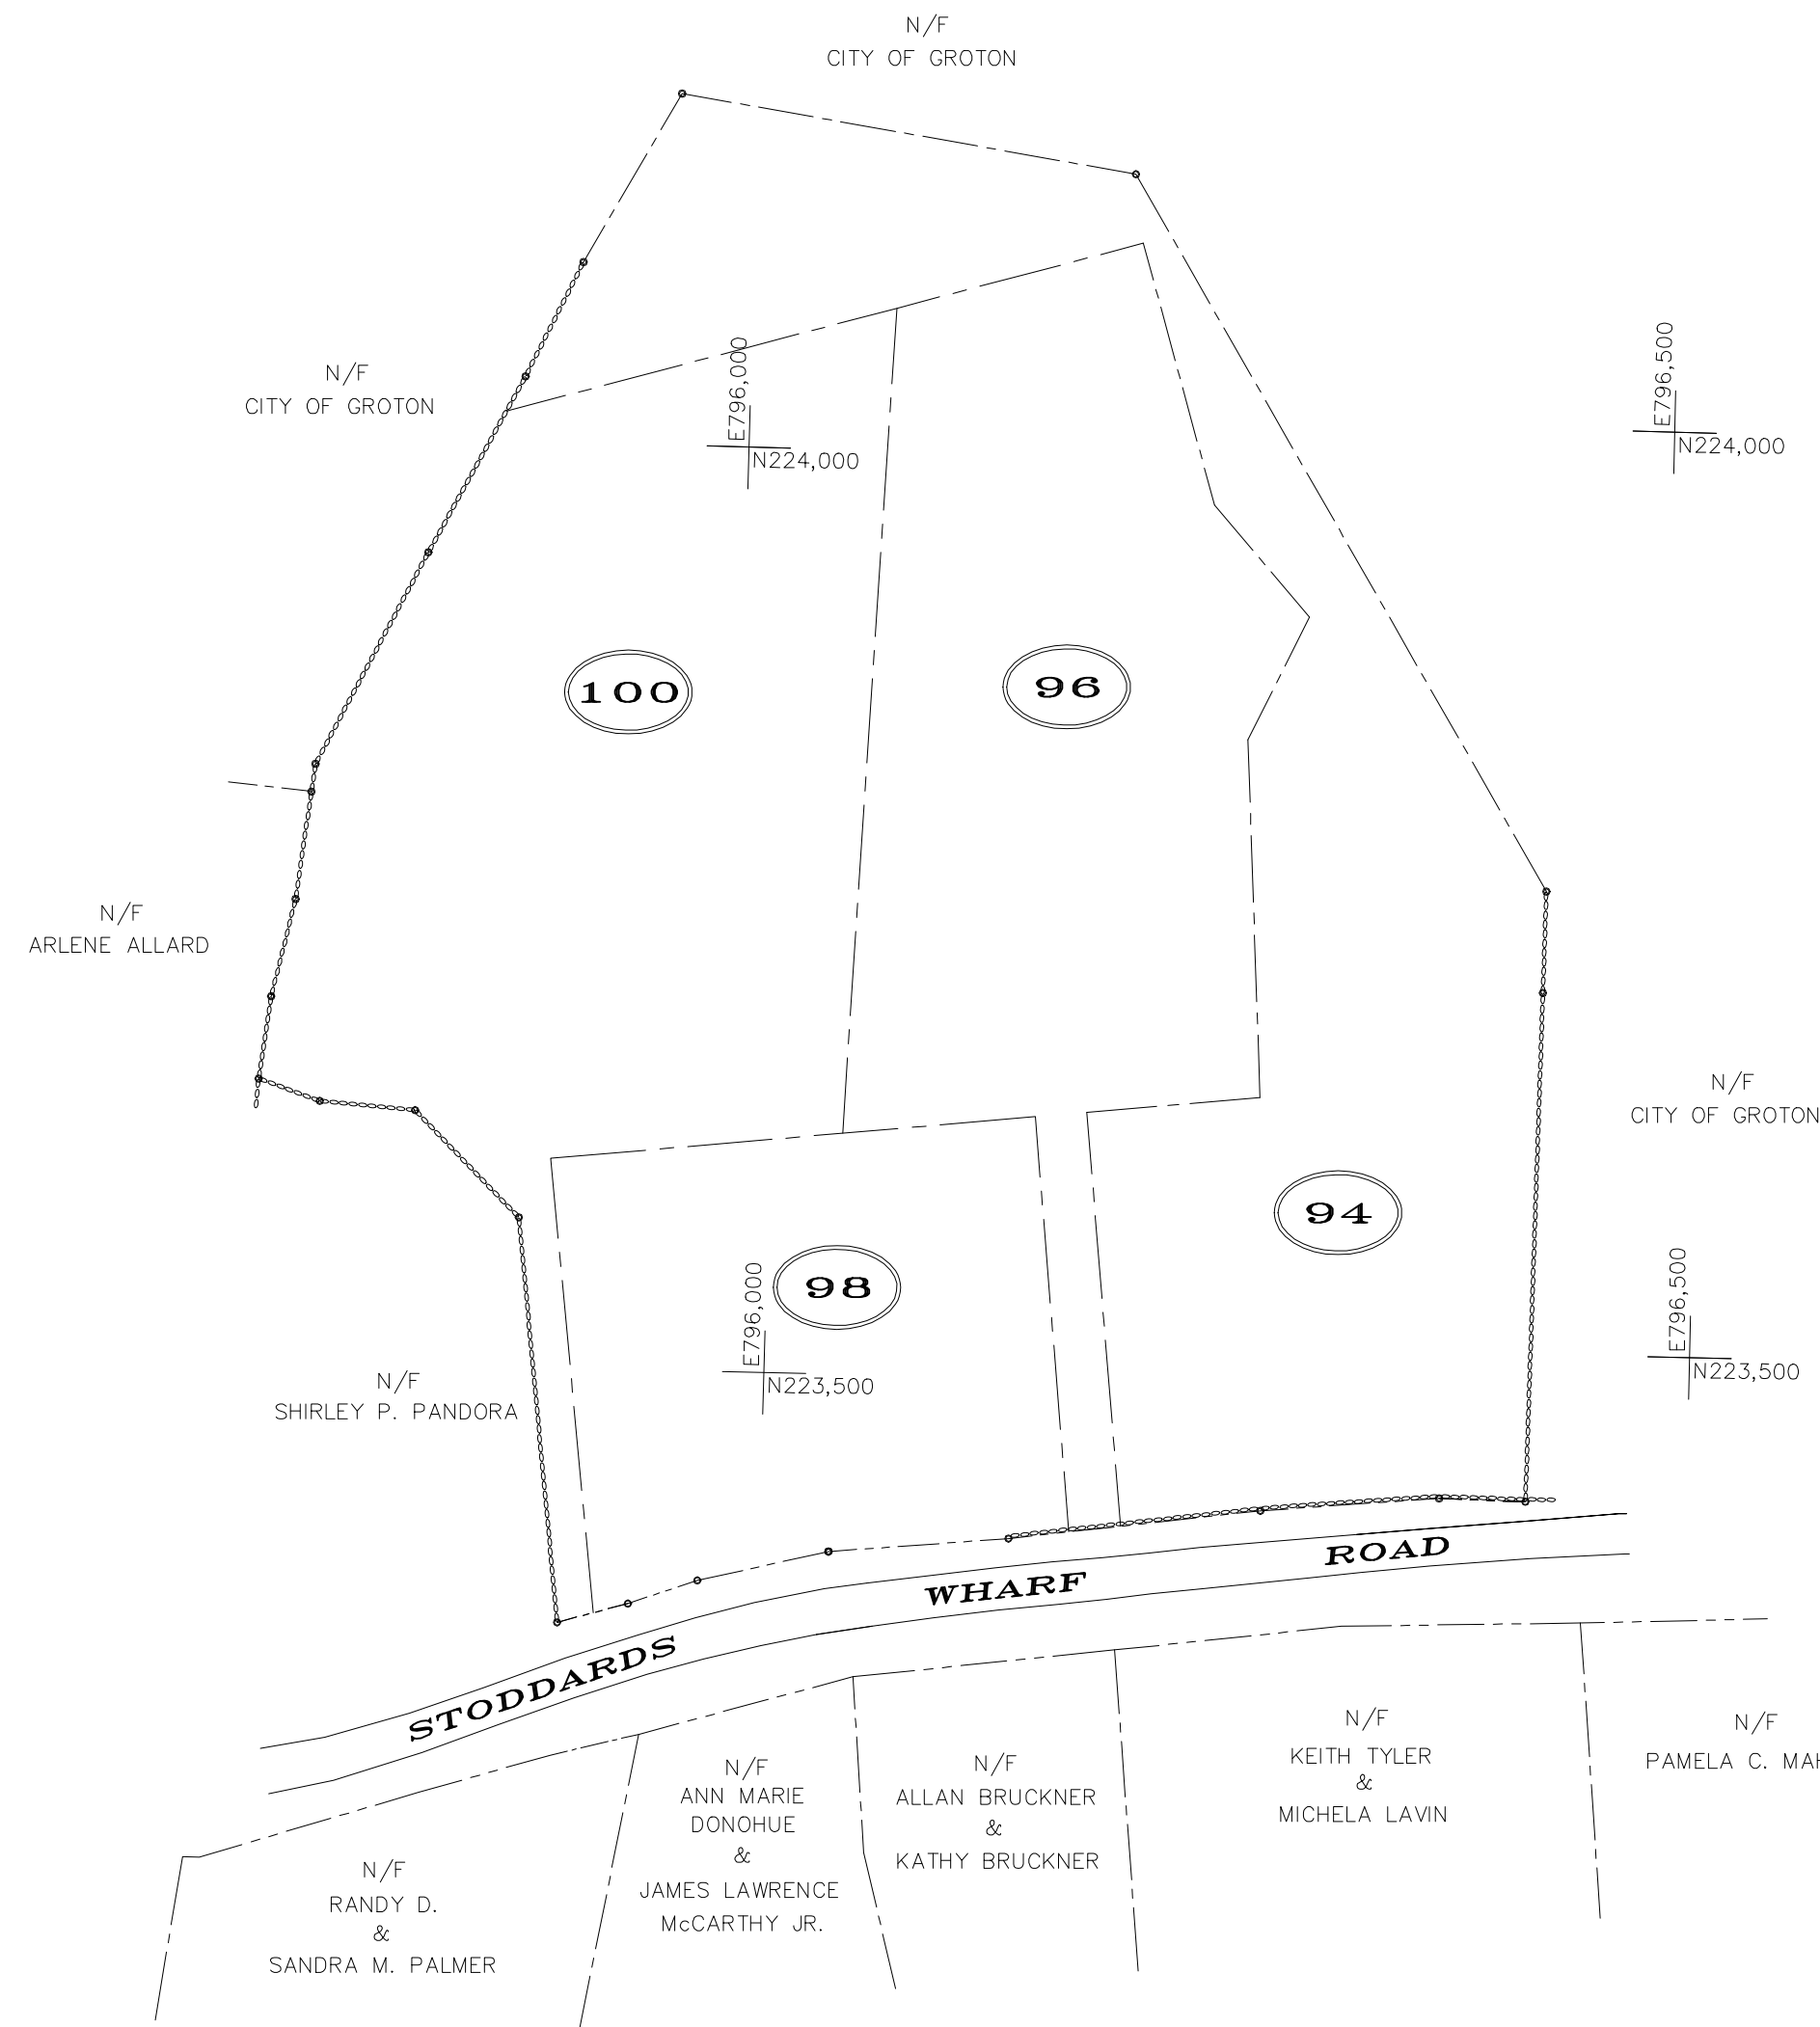 N/F
CITY OF GROTON
N/F
CITY OF GROTON
E796,000
N224,000
E796,500
N224,000
100
96
N/F
ARLENE ALLARD
N/F
CITY OF GROTON
94
98
E796,000
N223,500
E796,500
N223,500
N/F
SHIRLEY P. PANDORA
STODDARDS WHARF ROAD
N/F
RANDY D.
&
SANDRA M. PALMER
N/F
ANN MARIE
DONOHUE
&
JAMES LAWRENCE
McCARTHY JR.
N/F
ALLAN BRUCKNER
&
KATHY BRUCKNER
N/F
KEITH TYLER
&
MICHELA LAVIN
N/F
PAMELA C.